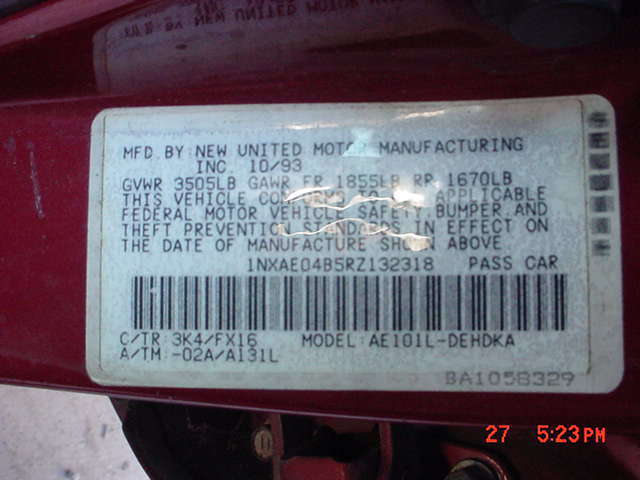 MFD BY NEW UNITED MOTOR MANUFACTURING
INC 10/93
GVWR 3505LB GAWR FR 1855LB RR 1670LB
THIS VEHICLE CONFORMS TO ALL APPLICABLE
FEDERAL MOTOR VEHICLE SAFETY, BUMPER, AND
THEFT PREVENTION STANDARDS IN EFFECT ON
THE DATE OF MANUFACTURE SHOWN ABOVE.
1NXAE04B5RZ132318 PASS CAR
C/TR: 3K4/FX16 MODEL: AE101L-DEHDKA
A/TM: -02A/A131L
BA1058329
27 5:23PM